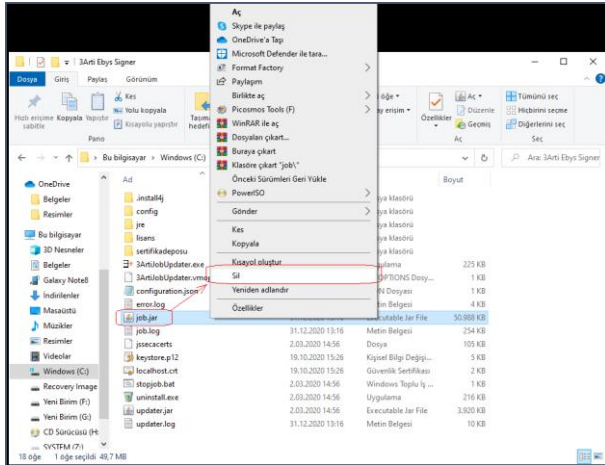 3Arti Ebys Signer
Dosya Giriş Paylaş Görünüm
Hızlı erişime sabitle
Kopyala
Yapıştır
Kes
Yolu kopyala
Kısayolu yapıştır
Pano
Özellikler
Aç
Düzenle
Geçmiş
Aç
Tümünü seç
Hiçbirini seçme
Diğerlerini seç
Seç
Bu bilgisayar > Windows (C:)
Ara: 3Arti Ebys Signer
Aç
Skype ile paylaş
OneDrive'a Taşı
Microsoft Defender ile tara...
Format Factory
Paylaşım
Birlikte aç
Picosmos Tools (F)
WinRAR ile aç
Dosyaları çıkart...
Buraya çıkart
Klasöre çıkart "job\"
Önceki Sürümleri Geri Yükle
PowerISO
Gönder
Kes
Kopyala
Kısayol oluştur
Sil
Yeniden adlandır
Özellikler
OneDrive
Belgeler
Resimler
Bu bilgisayar
3D Nesneler
Belgeler
Galaxy Note8
İndirilenler
Masaüstü
Müzikler
Resimler
Videolar
Windows (C:)
Recovery Image
Yeni Birim (F:)
Yeni Birim (G:)
CD Sürücüsü (H:
SYSTEM (Z:)
Ad Boyut
.install4j
config
jre
lisans
sertifikadeposu
3ArtiJobUpdater.exe 225 KB
3ArtiJobUpdater.vmop 1 KB
configuration.json 1 KB
error.log 4 KB
job.jar Executable Jar File 50.988 KB
job.log 31.12.2020 13:16 Metin Belgesi 254 KB
jssecacerts 2.03.2020 14:56 Dosya 105 KB
keystore.p12 19.10.2020 15:26 Kişisel Bilgi Değişi... 5 KB
localhost.crt 19.10.2020 15:26 Güvenlik Sertifikası 2 KB
stopjob.bat 2.03.2020 14:56 Windows Toplu İş ... 1 KB
uninstall.exe 2.03.2020 14:56 Uygulama 216 KB
updater.jar 2.03.2020 14:56 Executable Jar File 3.920 KB
updater.log 31.12.2020 13:16 Metin Belgesi 10 KB
18 öğe 1 öğe seçildi 49,7 MB